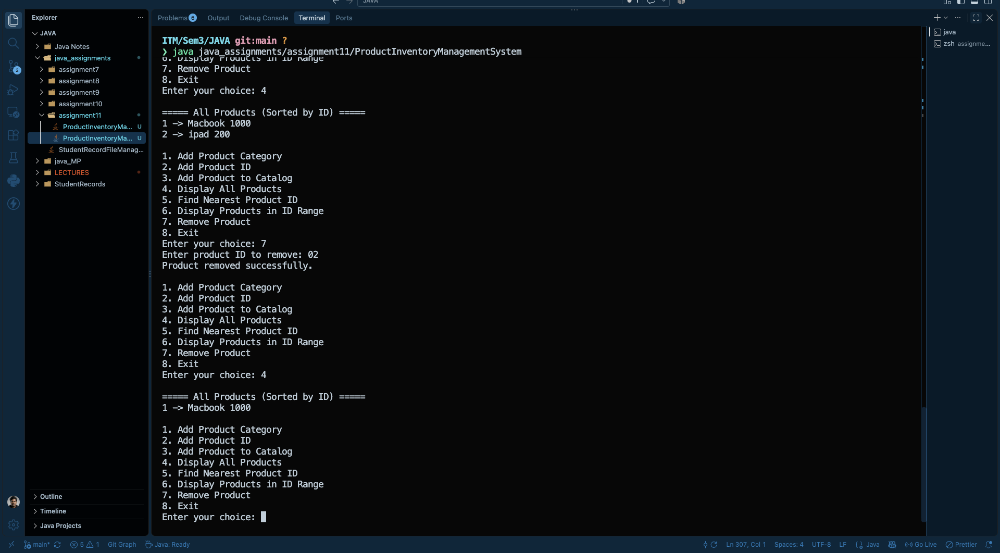 JAVA
Explorer
JAVA
Java Notes
java_assignments
assignment7
assignment8
assignment9
assignment10
assignment11
ProductInventoryMa... U
ProductInventoryMa... U
StudentRecordFileManag...
java_MP
LECTURES
StudentRecords
Outline
Timeline
Java Projects
2
Problems 6 Output Debug Console Terminal Ports
ITM/Sem3/JAVA git:main ?
❯ java java_assignments/assignment11/ProductInventoryManagementSystem
6. Display Products in ID Range
7. Remove Product
8. Exit
Enter your choice: 4
===== All Products (Sorted by ID) =====
1 -> Macbook 1000
2 -> ipad 200
1. Add Product Category
2. Add Product ID
3. Add Product to Catalog
4. Display All Products
5. Find Nearest Product ID
6. Display Products in ID Range
7. Remove Product
8. Exit
Enter your choice: 7
Enter product ID to remove: 02
Product removed successfully.
1. Add Product Category
2. Add Product ID
3. Add Product to Catalog
4. Display All Products
5. Find Nearest Product ID
6. Display Products in ID Range
7. Remove Product
8. Exit
Enter your choice: 4
===== All Products (Sorted by ID) =====
1 -> Macbook 1000
1. Add Product Category
2. Add Product ID
3. Add Product to Catalog
4. Display All Products
5. Find Nearest Product ID
6. Display Products in ID Range
7. Remove Product
8. Exit
Enter your choice:
java
zsh assignme...
main* 5 1 Git Graph Java: Ready Ln 307, Col 1 Spaces: 4 UTF-8 LF {} Java Go Live Prettier